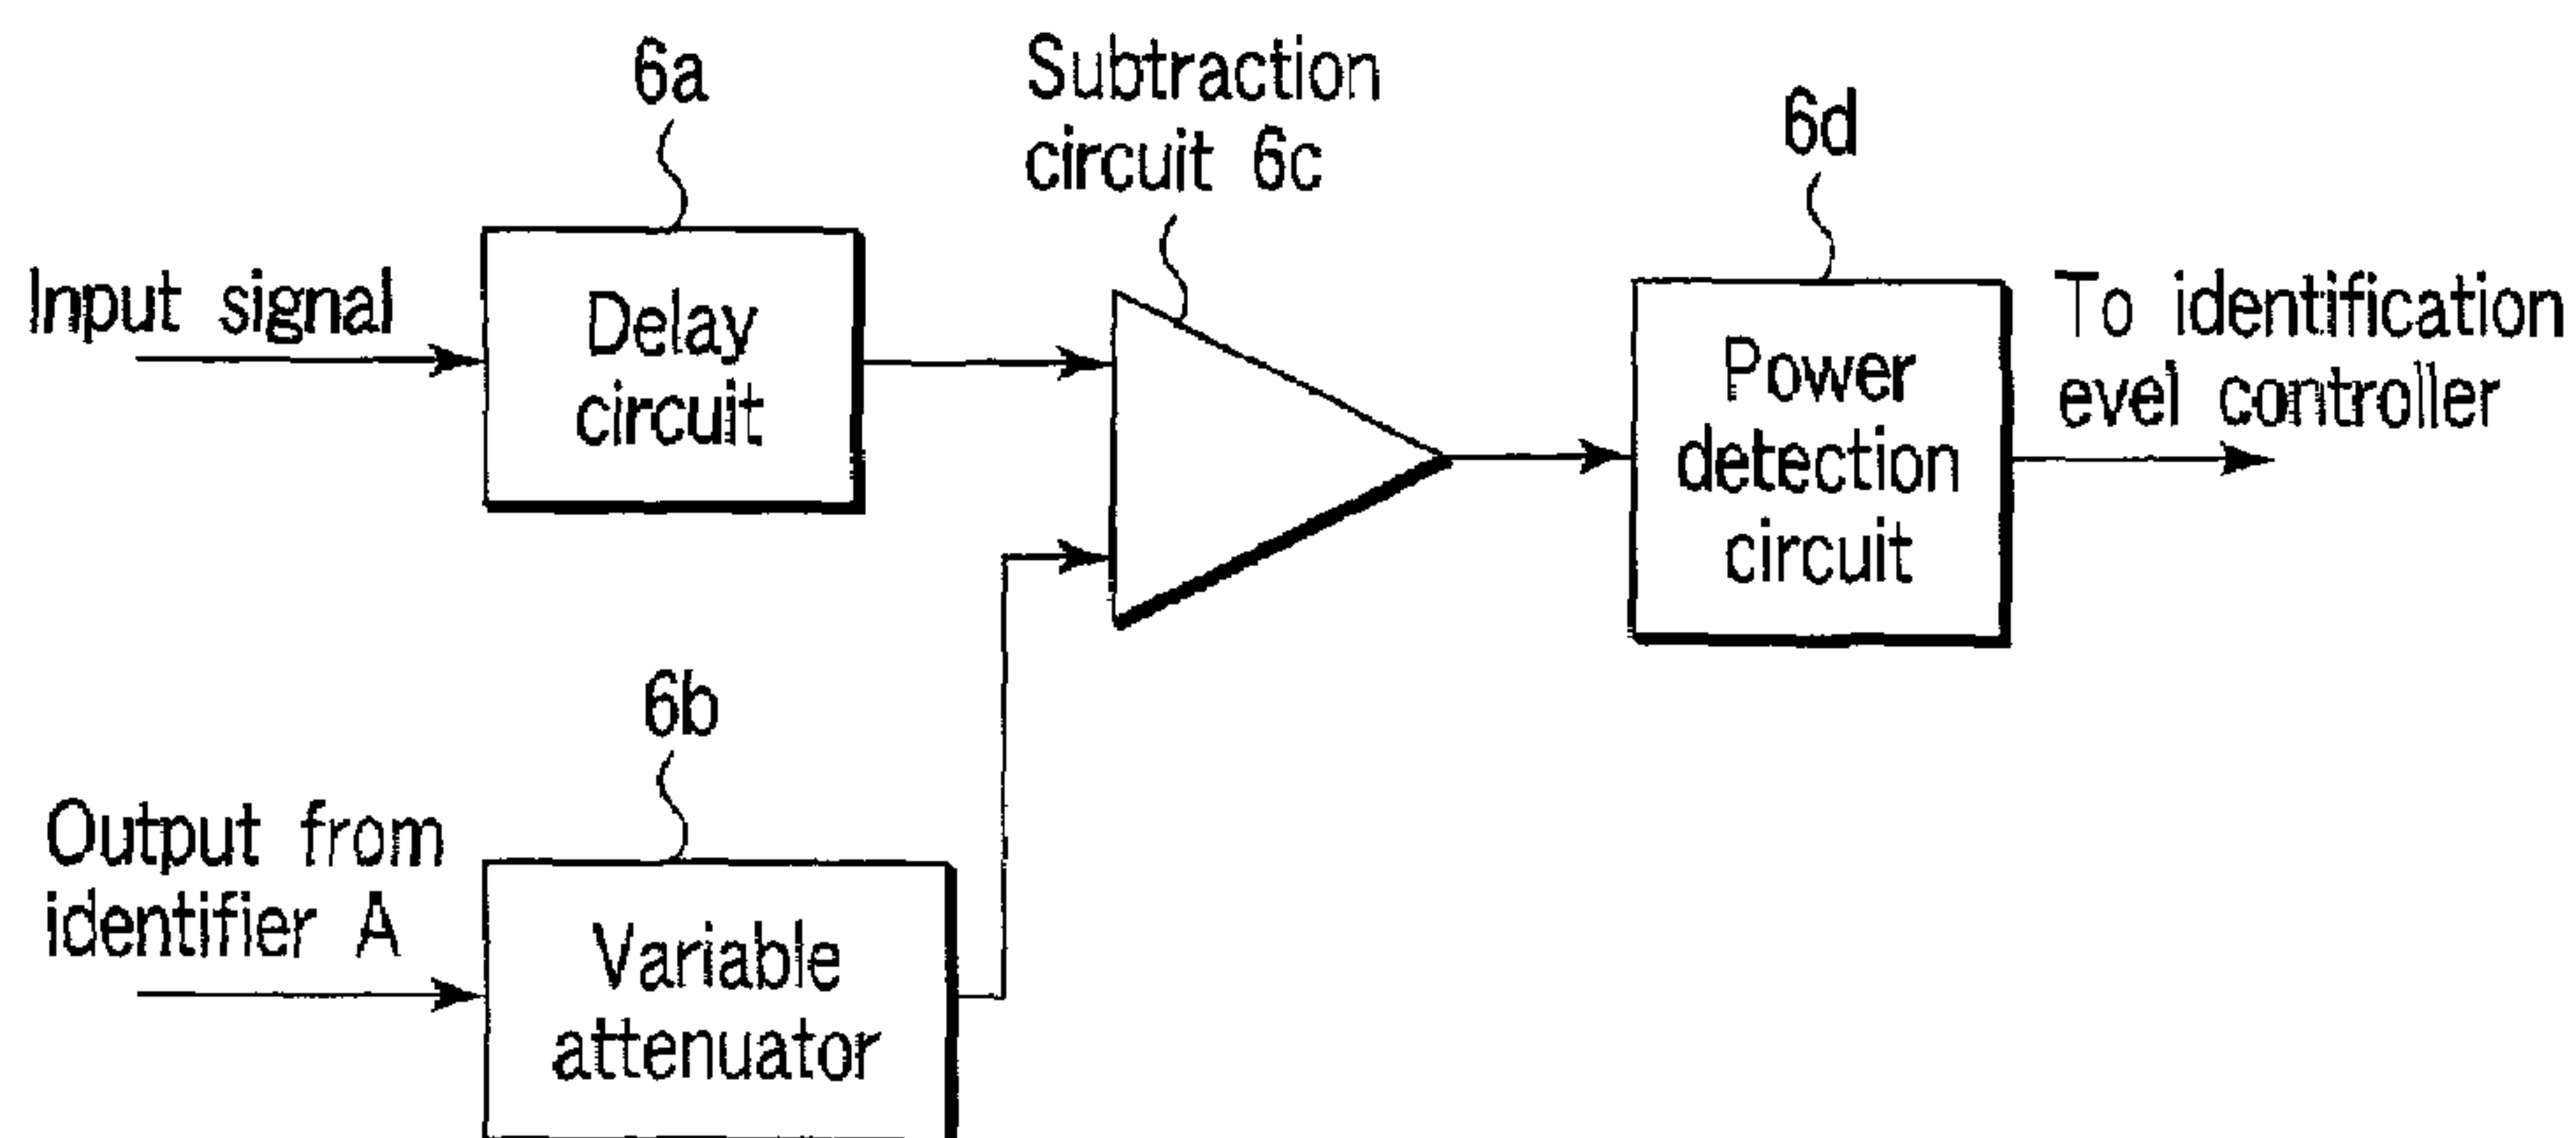 6a
Subtraction
circuit 6c
6d
Input signal
Delay
circuit
Power
detection
circuit
To identification
evel controller
6b
Output from
identifier A
Variable
attenuator